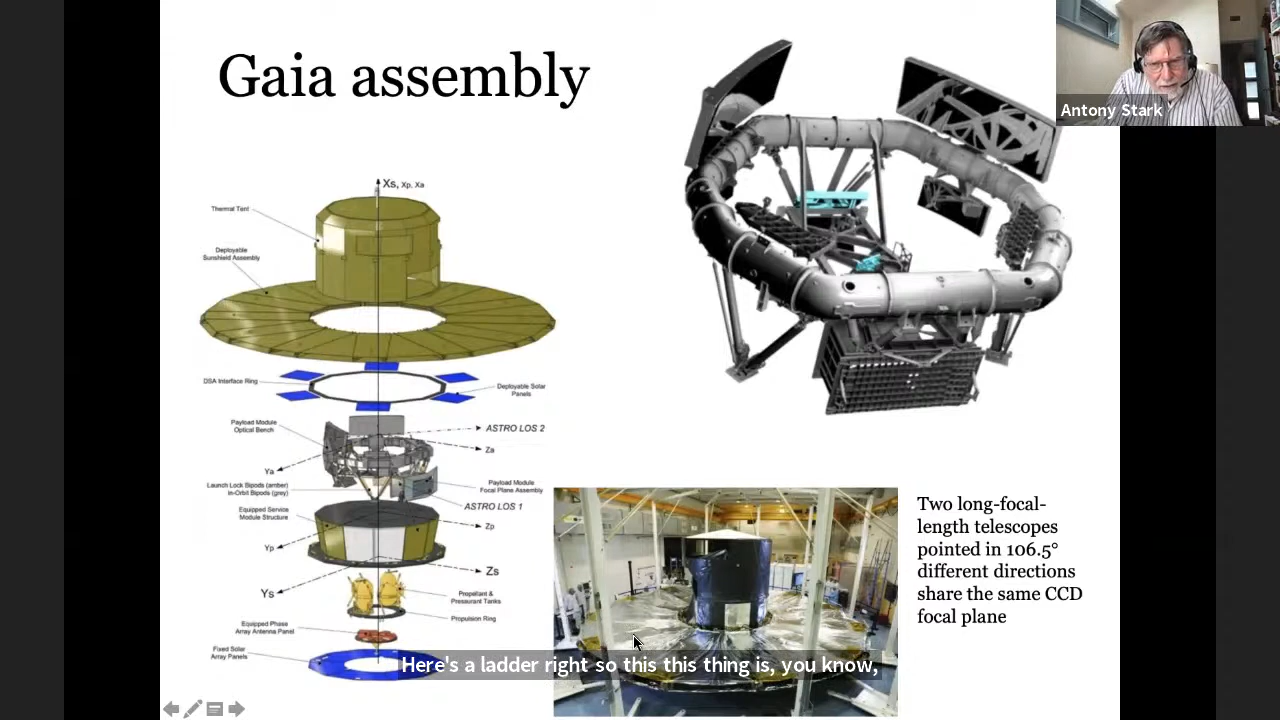 Gaia assembly
Antony Stark
Xs, Xp, Xa
Thermal Tent
Deployable
Sunshield Assembly
DSA Interface Ring
Deployable Solar
Panels
Payload Module
Optical Bench
ASTRO LOS 2
Za
Ya
Launch Lock Bipods (amber)
in-Orbit Bipods (grey)
Payload Module
Focal Plane Assembly
ASTRO LOS 1
Equipped Service
Module Structure
Zp
Yp
Zs
Ys
Propellant &
Pressurant Tanks
Propulsion Ring
Equipped Phase
Array Antenna Panel
Fixed Solar
Array Panels
Two long-focal-
length telescopes
pointed in 106.5°
different directions
share the same CCD
focal plane
Here's a ladder right so this this thing is, you know,